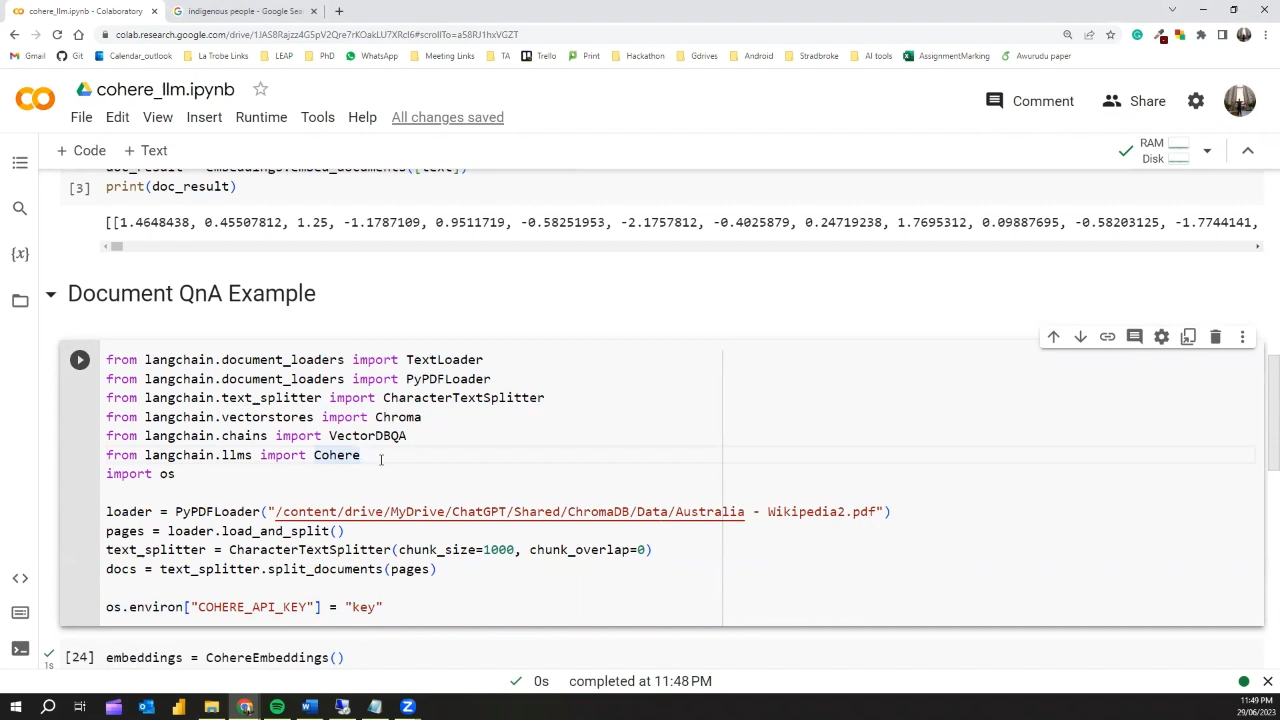 cohere_llm.ipynb - Colaboratory
indigenous people - Google Sea
colab.research.google.com/drive/1JAS8Rajzz4G5pV2Qre7rKOakLU7XRcl6#scrollTo=a58RJ1hxVGZT
Gmail Git Calendar_outlook La Trobe Links LEAP PhD WhatsApp Meeting Links TA Trello Print Hackathon Gdrives Android Stadbroke AI tools AssignmentMarking Awurudu paper
cohere_llm.ipynb
Comment Share
File Edit View Insert Runtime Tools Help All changes saved
+ Code + Text
RAM
Disk
doc_result = embeddings.embed_documents([text])
[3] print(doc_result)
[[1.4648438, 0.45507812, 1.25, -1.1787109, 0.9511719, -0.58251953, -2.1757812, -0.4025879, 0.24719238, 1.7695312, 0.09887695, -0.58203125, -1.7744141,
Document QnA Example
from langchain.document_loaders import TextLoader
from langchain.document_loaders import PyPDFLoader
from langchain.text_splitter import CharacterTextSplitter
from langchain.vectorstores import Chroma
from langchain.chains import VectorDBQA
from langchain.llms import Cohere
import os
loader = PyPDFLoader("/content/drive/MyDrive/ChatGPT/Shared/ChromaDB/Data/Australia - Wikipedia2.pdf")
pages = loader.load_and_split()
text_splitter = CharacterTextSplitter(chunk_size=1000, chunk_overlap=0)
docs = text_splitter.split_documents(pages)
os.environ["COHERE_API_KEY"] = "key"
[24] embeddings = CohereEmbeddings()
1s
0s completed at 11:48 PM
11:49 PM
29/06/2023